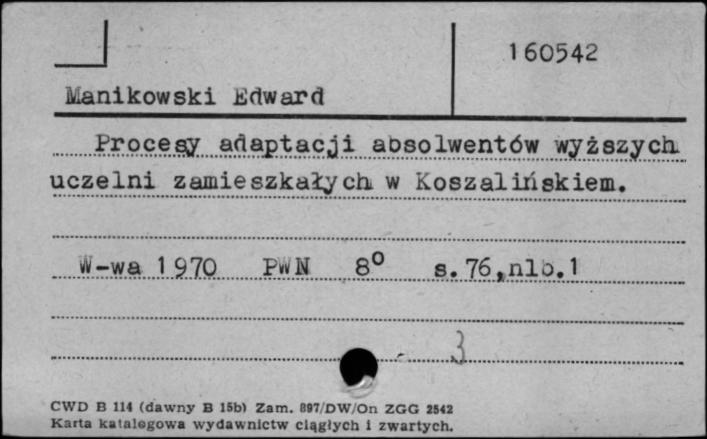 160542
Manikowski Edward
Procesy adaptacji absolwentów wyższych
uczelni zamieszkałych w Koszalińskiem.
W-wa 1970 PWN 8° s.76,nlb.1
3
CWD B 114 (dawny B 15b) Zam. 897/DW/On ZGG 2542
Karta katalogowa wydawnictw ciągłych i zwartych.